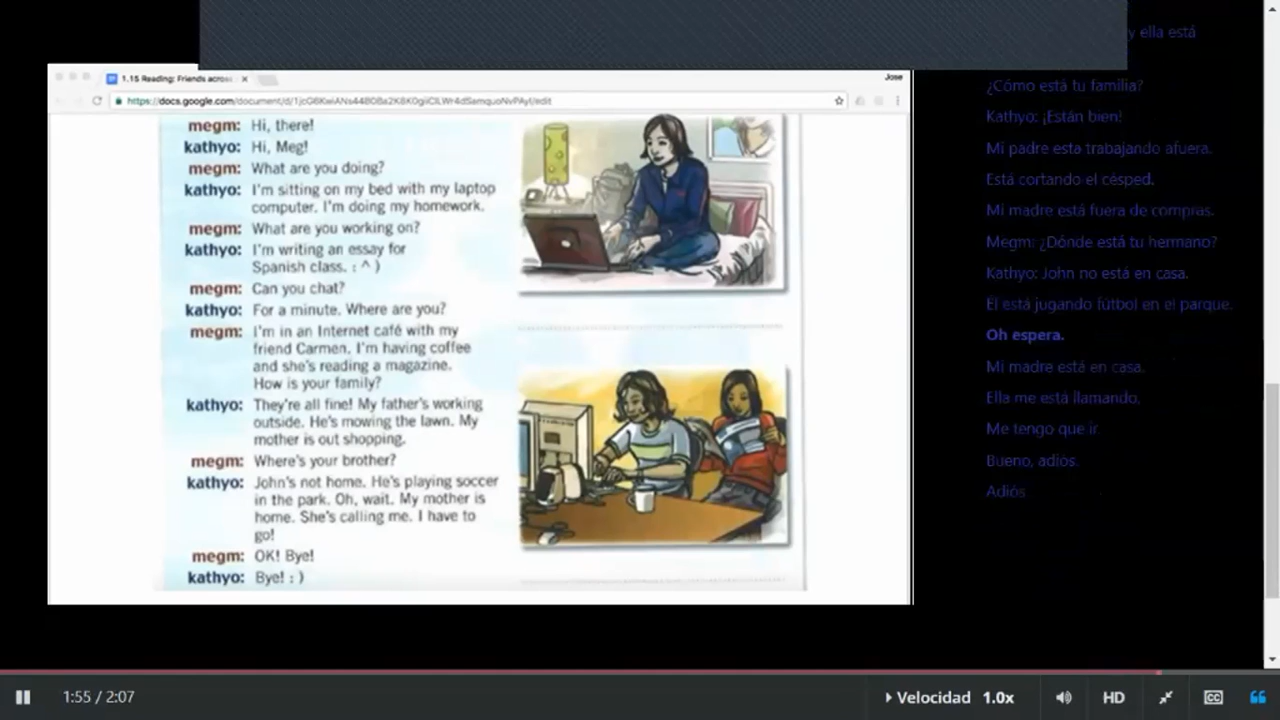 1.15 Reading: Friends acros
Jose
megm: Hi, there!
kathyo: Hi, Meg!
megm: What are you doing?
kathyo: I'm sitting on my bed with my laptop
computer. I'm doing my homework.
megm: What are you working on?
kathyo: I'm writing an essay for
Spanish class. : ^ )
megm: Can you chat?
kathyo: For a minute. Where are you?
megm: I'm in an Internet café with my
friend Carmen. I'm having coffee
and she's reading a magazine.
How is your family?
kathyo: They're all fine! My father's working
outside. He's mowing the lawn. My
mother is out shopping.
megm: Where's your brother?
kathyo: John's not home. He's playing soccer
in the park. Oh, wait. My mother is
home. She's calling me. I have to
go!
megm: OK! Bye!
kathyo: Bye! : )
y ella está
¿Cómo está tu familia?
Kathyo: ¡Están bien!
Mi padre esta trabajando afuera.
Está cortando el césped.
Mi madre está fuera de compras.
Megm: ¿Dónde está tu hermano?
Kathyo: John no está en casa.
Él está jugando fútbol en el parque.
Oh espera.
Mi madre está en casa.
Ella me está llamando.
Me tengo que ir
Bueno, adiós.
Adiós
1:55 / 2:07
Velocidad 1.0x
HD
CC